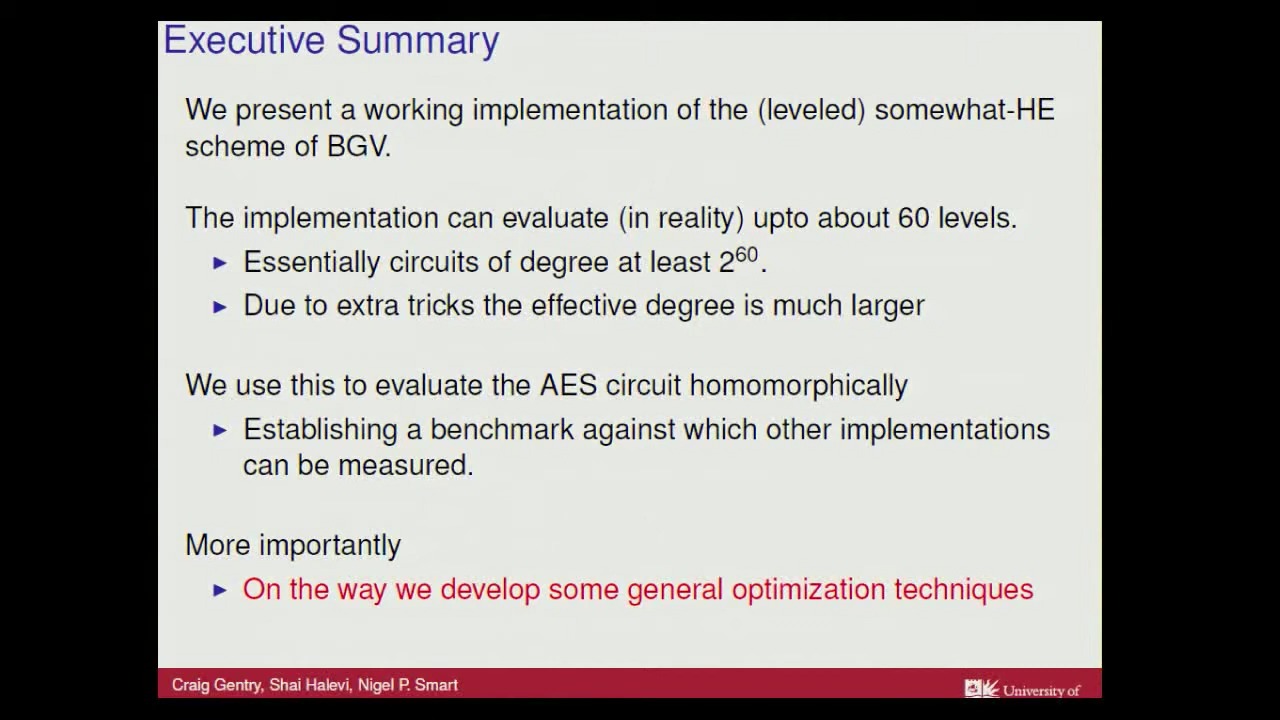 Executive Summary
We present a working implementation of the (leveled) somewhat-HE
scheme of BGV.
The implementation can evaluate (in reality) upto about 60 levels.
► Essentially circuits of degree at least 2^60.
► Due to extra tricks the effective degree is much larger
We use this to evaluate the AES circuit homomorphically
► Establishing a benchmark against which other implementations
can be measured.
More importantly
► On the way we develop some general optimization techniques
Craig Gentry, Shai Halevi, Nigel P. Smart
University of